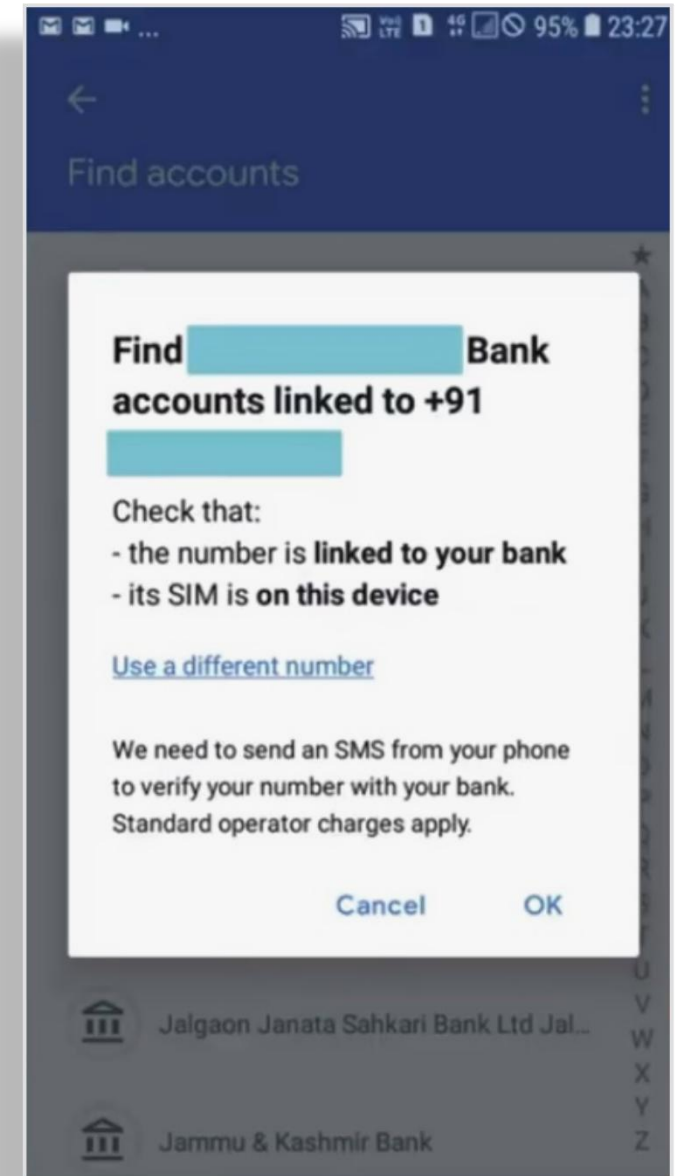 ... LTE 1 4G 95% 23:27
Find accounts
Find Bank
accounts linked to +91
Check that:
- the number is linked to your bank
- its SIM is on this device
Use a different number
We need to send an SMS from your phone
to verify your number with your bank.
Standard operator charges apply.
Cancel OK
U
V
Jalgaon Janata Sahkari Bank Ltd Jal...
W
X
Y
Jammu & Kashmir Bank
Z